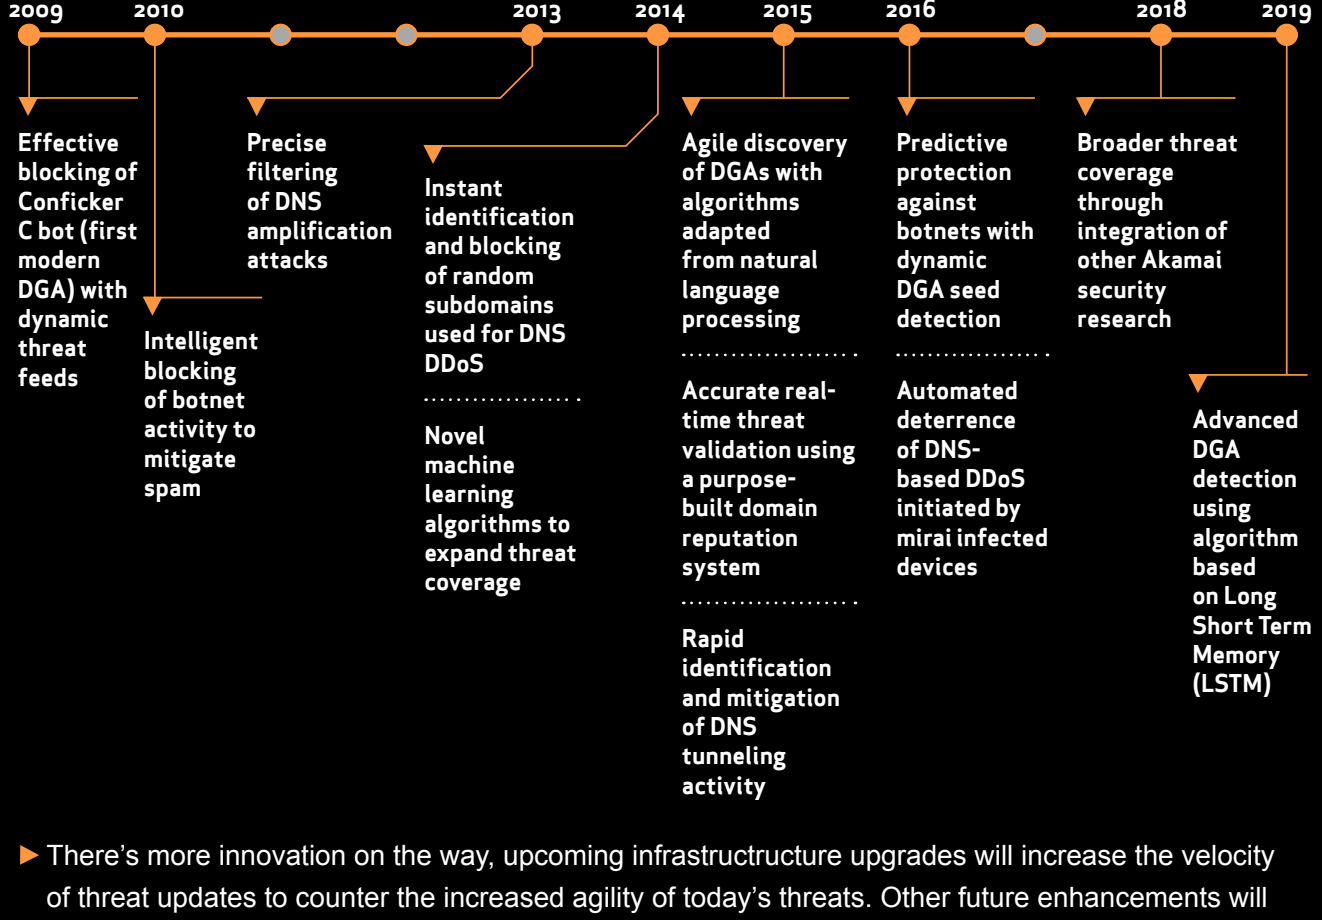 2009 2010 2013 2014 2015 2016 2018 2019
Effective
blocking of
Conficker
C bot (first
modern
DGA) with
dynamic
threat
feeds
Intelligent
blocking
of botnet
activity to
mitigate
spam
Precise
filtering
of DNS
amplification
attacks
Instant
identification
and blocking
of random
subdomains
used for DNS
DDoS
Novel
machine
learning
algorithms to
expand threat
coverage
Agile discovery
of DGAs with
algorithms
adapted
from natural
language
processing
Accurate real-
time threat
validation using
a purpose-
built domain
reputation
system
Rapid
identification
and mitigation
of DNS
tunneling
activity
Predictive
protection
against
botnets with
dynamic
DGA seed
detection
Automated
deterrence
of DNS-
based DDoS
initiated by
mirai infected
devices
Broader threat
coverage
through
integration of
other Akamai
security
research
Advanced
DGA
detection
using
algorithm
based
on Long
Short Term
Memory
(LSTM)
There's more innovation on the way, upcoming infrastructructure upgrades will increase the velocity
of threat updates to counter the increased agility of today's threats. Other future enhancements will